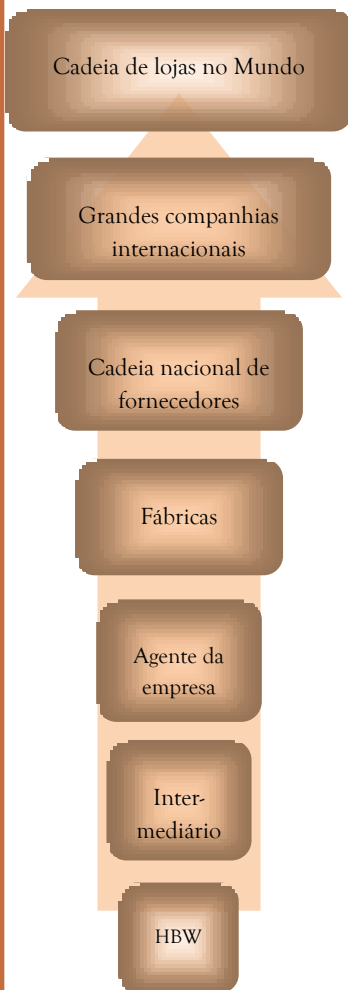 Cadeia de lojas no Mundo
Grandes companhias
internacionais
Cadeia nacional de
fornecedores
Fábricas
Agente da
empresa
Inter-
mediário
HBW